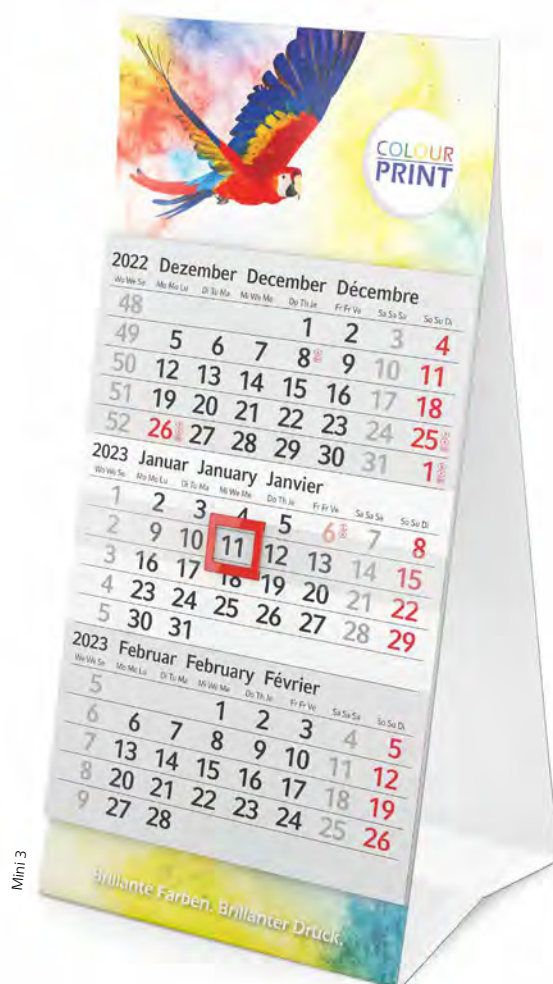 COLOUR
PRINT
2022 Dezember December Décembre
Wo We Se Mo Mo Lu Di Tu Ma Mi We Me Do Th Je Fr Fr Ve Sa Sa Sa So Su Di
48 1 2 3 4
49 5 6 7 8 9 10 11
50 12 13 14 15 16 17 18
51 19 20 21 22 23 24 25
52 26 27 28 29 30 31 1
2023 Januar January Janvier
Wo We Se Mo Mo Lu Di Tu Ma Mi We Me Do Th Je Fr Fr Ve Sa Sa Sa So Su Di
1 2 3 4 5 6 7 8
2 9 10 11 12 13 14 15
3 16 17 18 19 20 21 22
4 23 24 25 26 27 28 29
5 30 31
2023 Februar February Février
Wo We Se Mo Mo Lu Di Tu Ma Mi We Me Do Th Je Fr Fr Ve Sa Sa Sa So Su Di
5 1 2 3 4 5
6 6 7 8 9 10 11 12
7 13 14 15 16 17 18 19
8 20 21 22 23 24 25 26
9 27 28
Brillante Farben. Brillanter Druck.
Mini 3